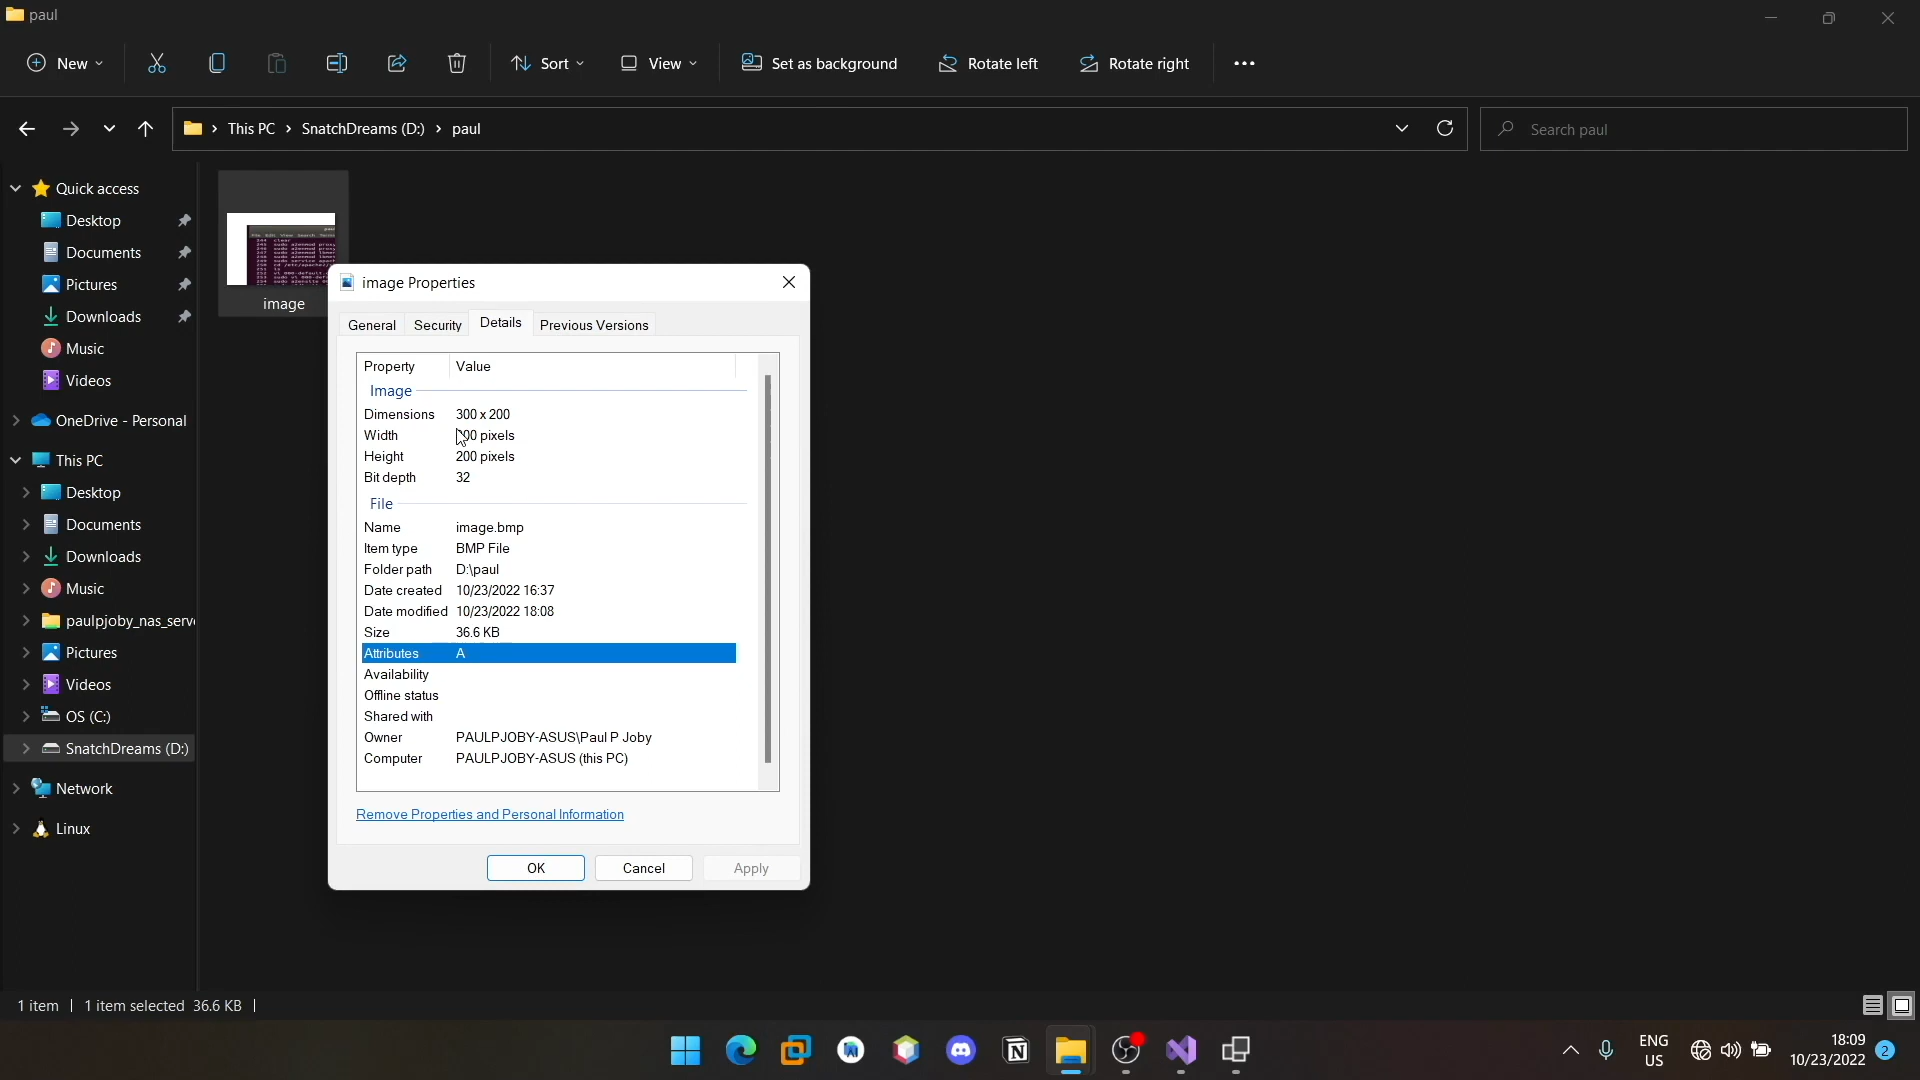 paul
New
Sort
View
Set as background
Rotate left
Rotate right
This PC
SnatchDreams (D:)
paul
Search paul
Quick access
Desktop
Documents
Pictures
Downloads
Music
Videos
OneDrive - Personal
This PC
Desktop
Documents
Downloads
Music
paulpjoby_nas_serv
Pictures
Videos
OS (C:)
SnatchDreams (D:)
Network
Linux
image
image Properties
General Security Details Previous Versions
Property Value
Image
Dimensions 300 x 200
Width 00 pixels
Height 200 pixels
Bit depth 32
File
Name image.bmp
Item type BMP File
Folder path D:\paul
Date created 10/23/2022 16:37
Date modified 10/23/2022 18:08
Size 36.6 KB
Attributes A
Availability
Offline status
Shared with
Owner PAULPJOBY-ASUS\Paul P Joby
Computer PAULPJOBY-ASUS (this PC)
Remove Properties and Personal Information
OK Cancel Apply
1 item 1 item selected 36.6 KB
ENG
US
18:09
10/23/2022
2